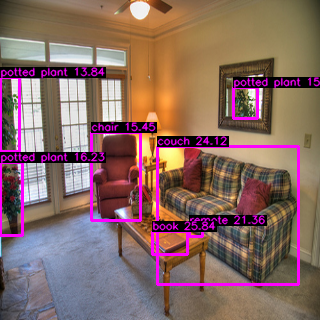 potted plant 13.84
potted plant 15
chair 15.45
couch 24.12
potted plant 16.23
remote 21.36
book 25.84